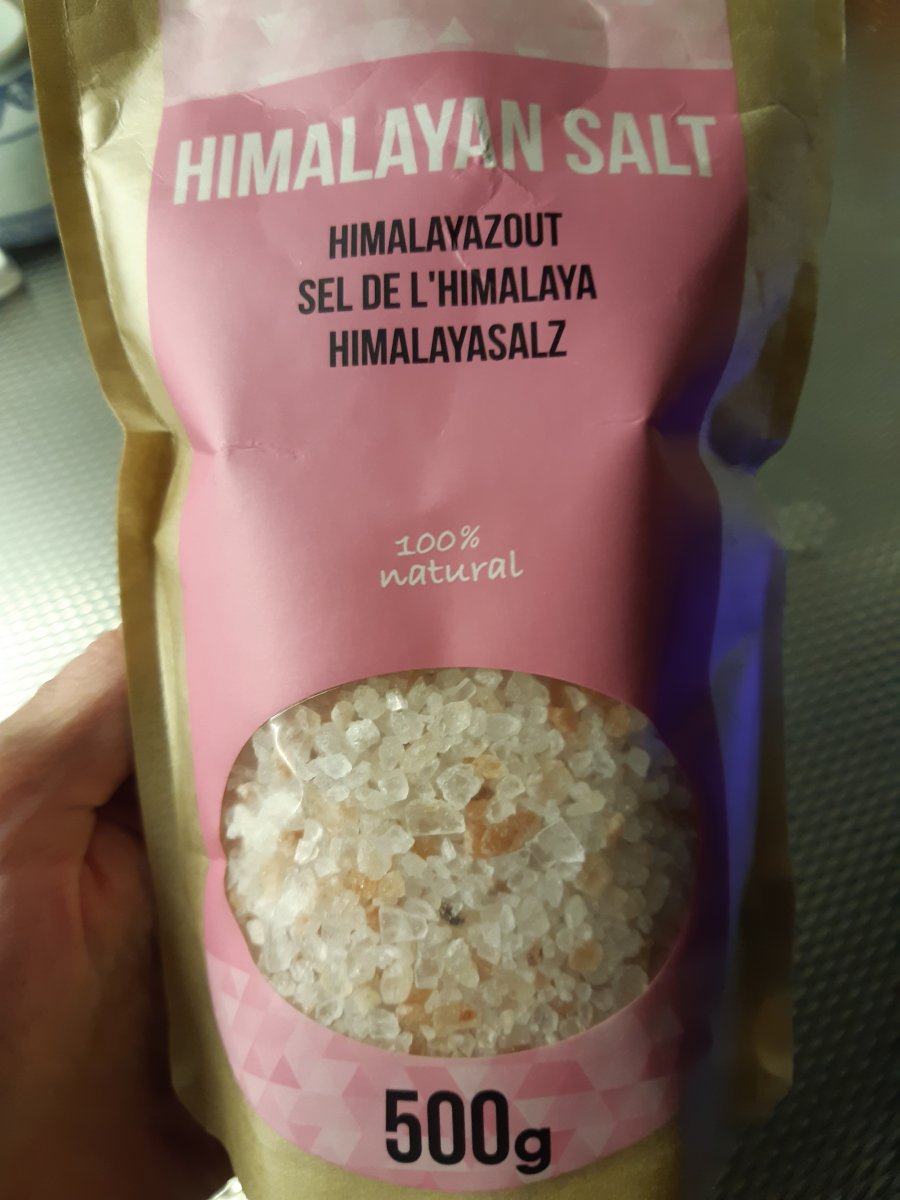 HIMALAYAN SALT
HIMALAYAZOUT
SEL DE L'HIMALAYA
HIMALAYASALZ
100%
natural
500g